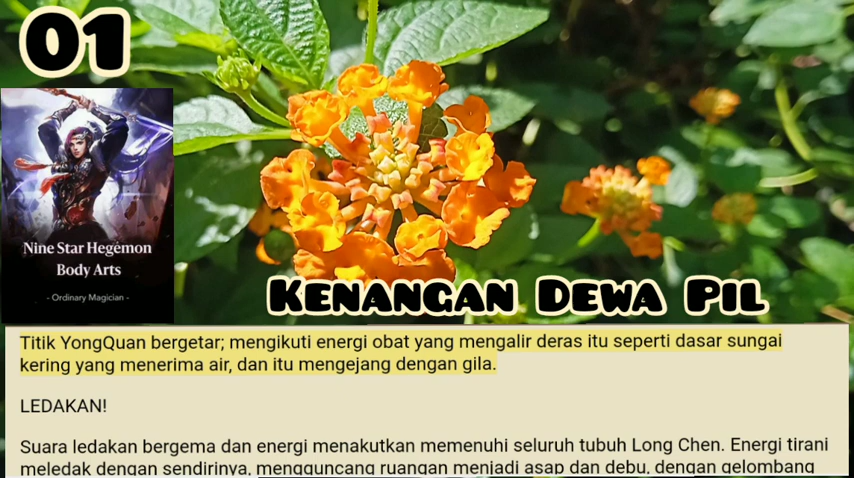 01
Nine Star Hegemon
Body Arts
- Ordinary Magician -
KENANGAN DEWA PIL
Titik YongQuan bergetar; mengikuti energi obat yang mengalir deras itu seperti dasar sungai
kering yang menerima air, dan itu mengejang dengan gila.
LEDAKAN!
Suara ledakan bergema dan energi menakutkan memenuhi seluruh tubuh Long Chen. Energi tirani
meledak dengan sendirinya, mengguncang ruangan menjadi asap dan debu, dengan gelombang